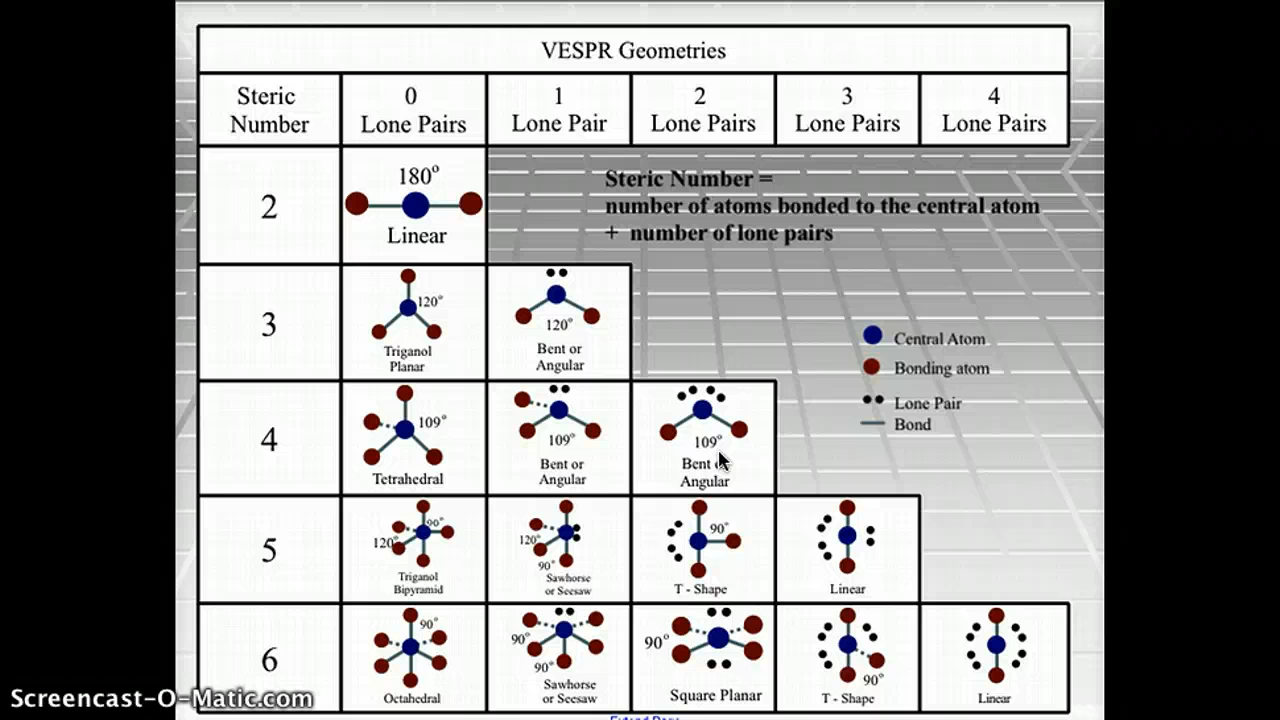 VESPR Geometries
Steric
Number
0
Lone Pairs
1
Lone Pair
2
Lone Pairs
3
Lone Pairs
4
Lone Pairs
2
180°
Linear
Steric Number =
number of atoms bonded to the central atom
+ number of lone pairs
3
120°
Triganol
Planar
120°
Bent or
Angular
Central Atom
Bonding atom
Lone Pair
Bond
4
109°
Tetrahedral
109°
Bent or
Angular
109°
Bent
Angular
5
90°
120°
Triganol
Bipyramid
120°
90°
Sawhorse
or Seesaw
90°
T - Shape
Linear
6
90°
Octahedral
90°
90°
Sawhorse
or Seesaw
90°
Square Planar
90°
T - Shape
Linear
Screencast-O-Matic.com